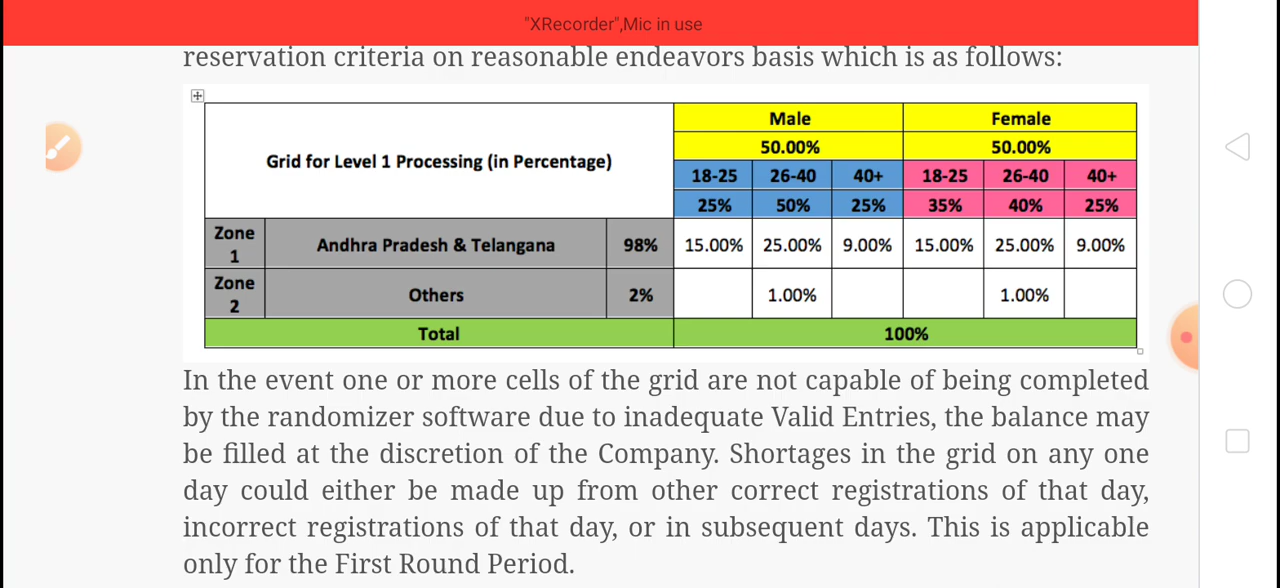 "XRecorder",Mic in use
reservation criteria on reasonable endeavors basis which is as follows:
Grid for Level 1 Processing (in Percentage)
Male Female
50.00% 50.00%
18-25 26-40 40+ 18-25 26-40 40+
25% 50% 25% 35% 40% 25%
Zone 1 Andhra Pradesh & Telangana 98% 15.00% 25.00% 9.00% 15.00% 25.00% 9.00%
Zone 2 Others 2% 1.00% 1.00%
Total 100%
In the event one or more cells of the grid are not capable of being completed
by the randomizer software due to inadequate Valid Entries, the balance may
be filled at the discretion of the Company. Shortages in the grid on any one
day could either be made up from other correct registrations of that day,
incorrect registrations of that day, or in subsequent days. This is applicable
only for the First Round Period.